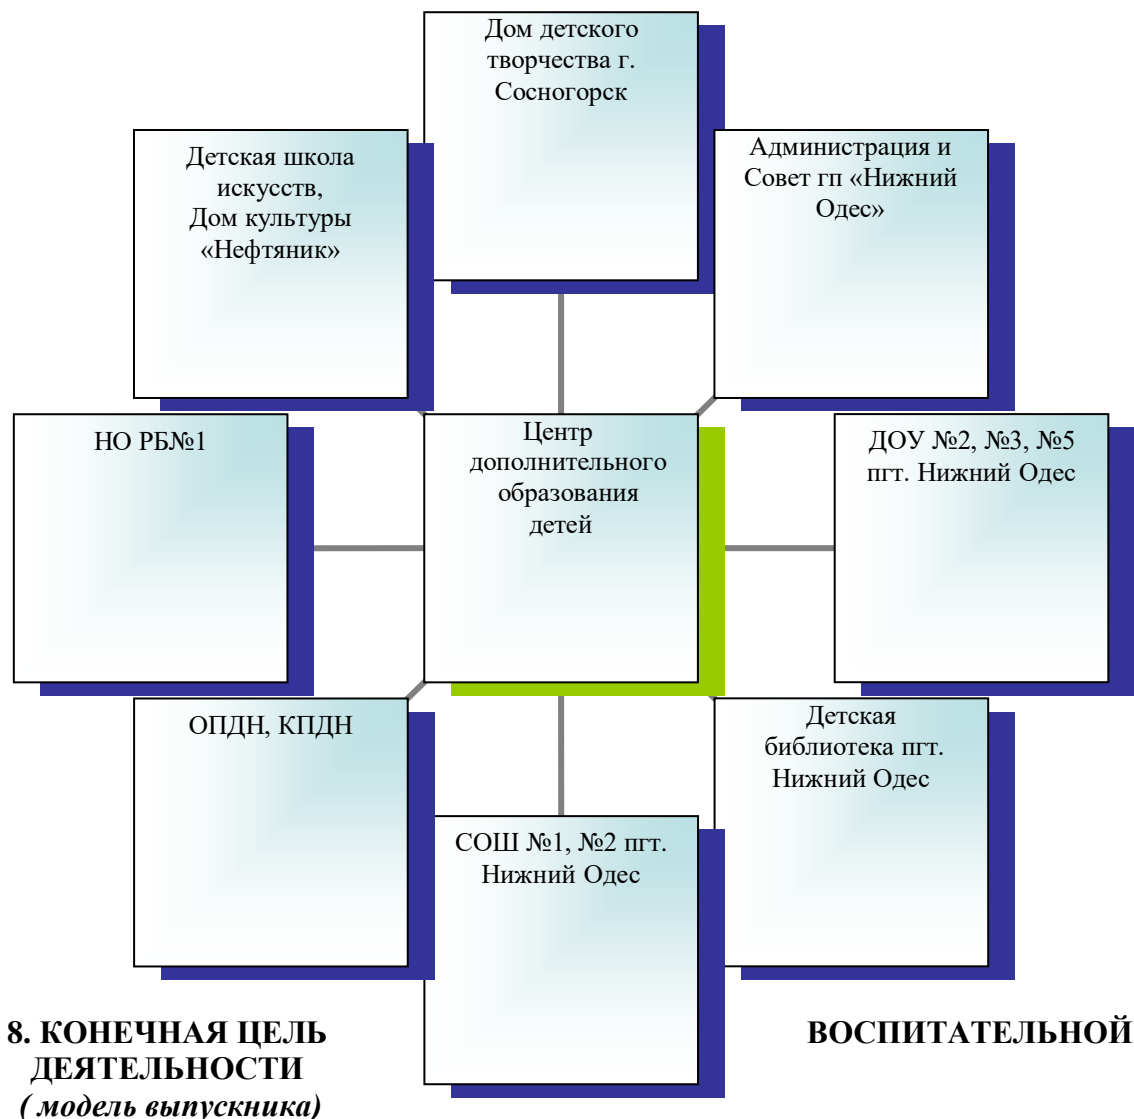 Дом детского
творчества г.
Сосногорск
Детская школа
искусств,
Дом культуры
«Нефтяник»
Администрация и
Совет гп «Нижний
Одес»
НО РБ№1
Центр
дополнительного
образования
детей
ДОУ №2, №3, №5
пгт. Нижний Одес
ОПДН, КПДН
Детская
библиотека пгт.
Нижний Одес
СОШ №1, №2 пгт.
Нижний Одес
8. КОНЕЧНАЯ ЦЕЛЬ ВОСПИТАТЕЛЬНОЙ
ДЕЯТЕЛЬНОСТИ
( модель выпускника)